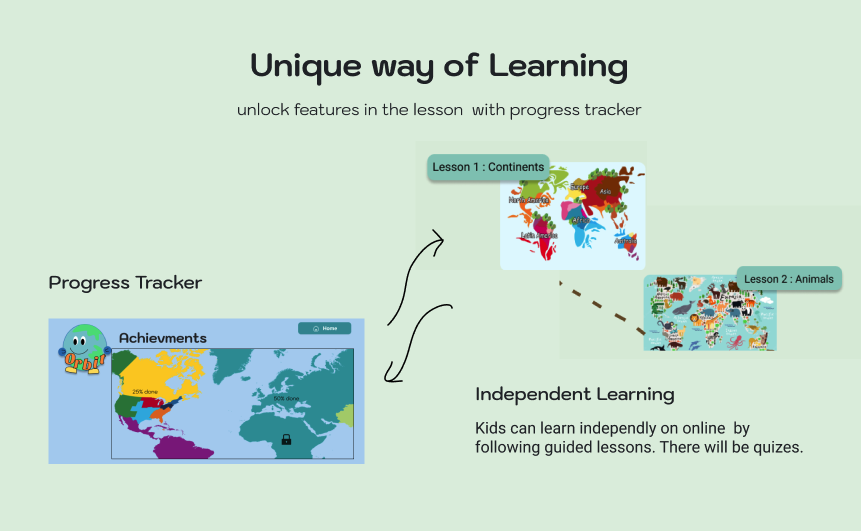 Unique way of Learning
unlock features in the lesson with progress tracker
Lesson 1 : Continents
North America
Europe
Asia
Africa
Latin America
Australia
Lesson 2 : Animals
Progress Tracker
Orbit
Achievments
Home
25% done
50% done
Independent Learning
Kids can learn independly on online by
following guided lessons. There will be quizes.